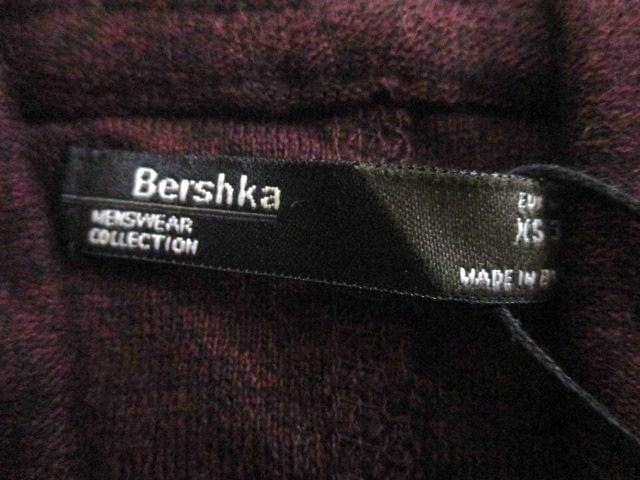 Bershka
MENSWEAR
COLLECTION
XS
MADE IN